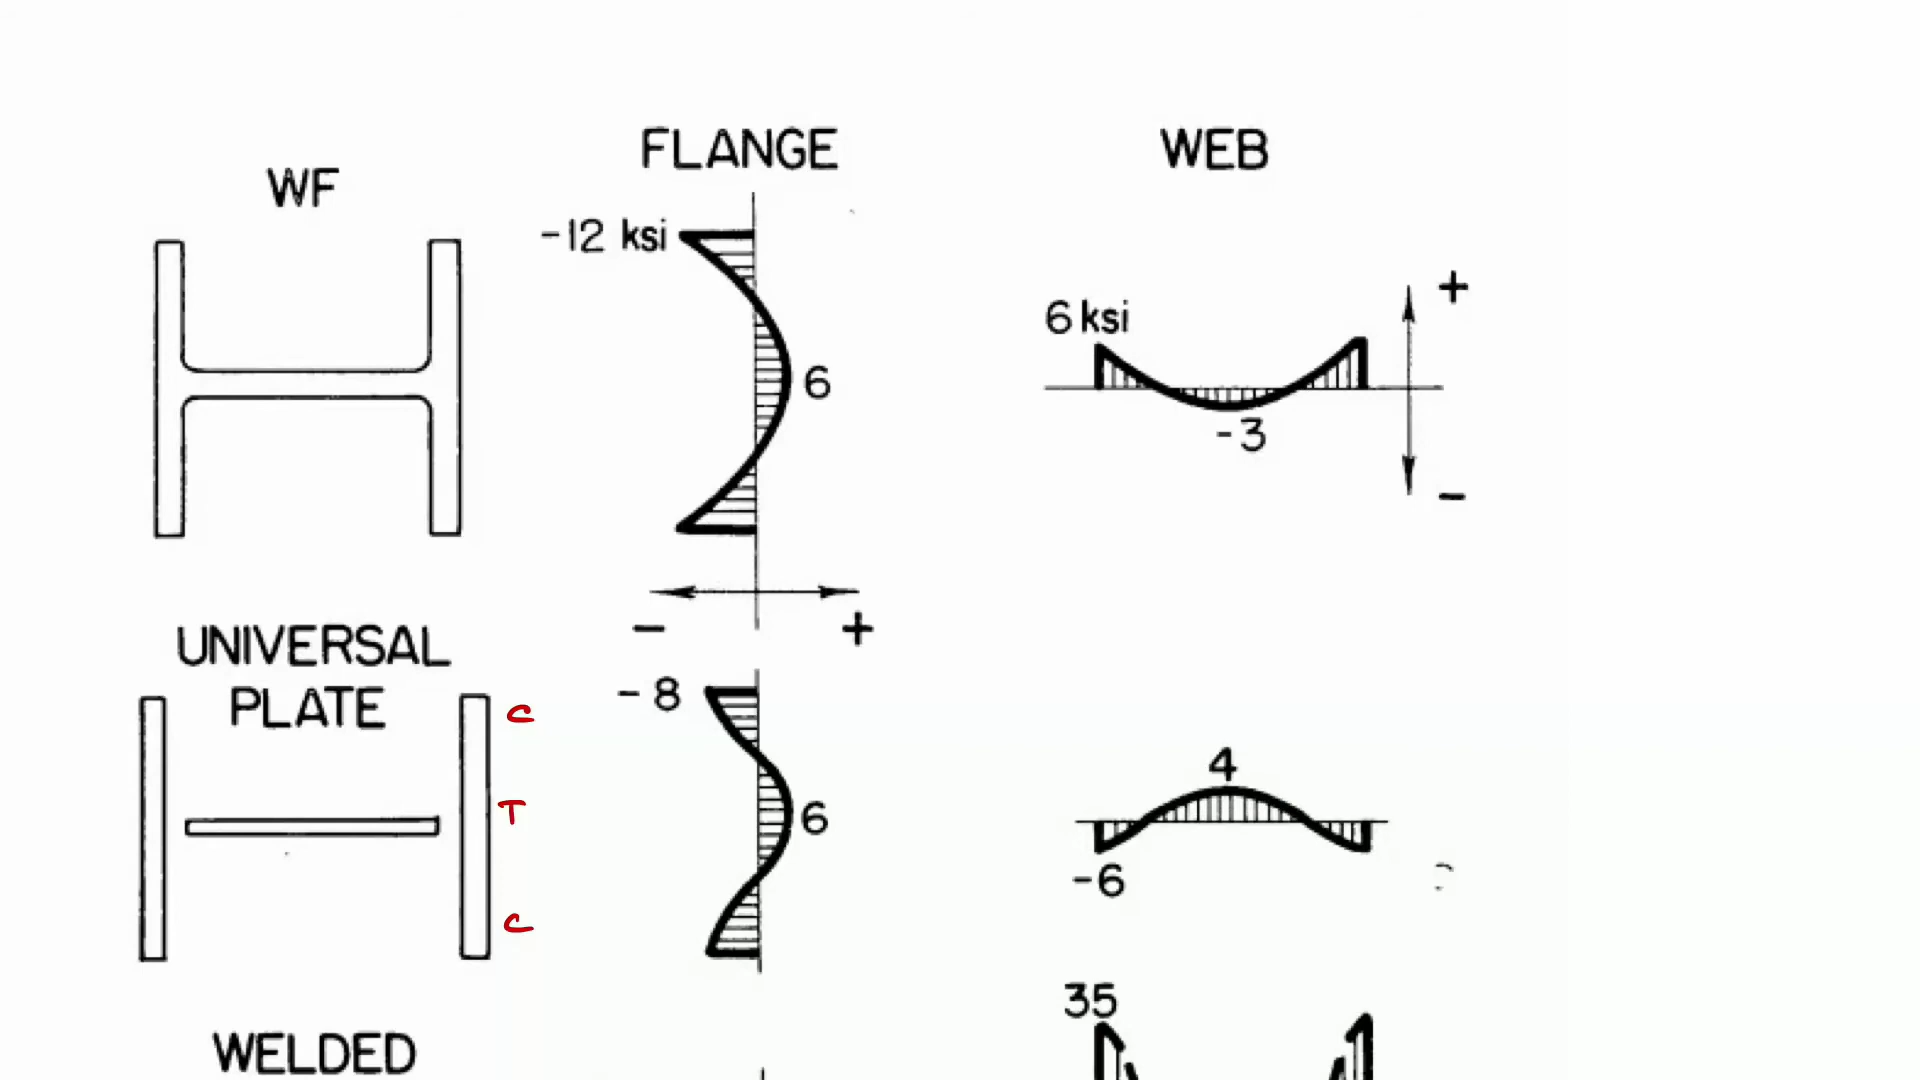 FLANGE
WEB
WF
-12 ksi
6 ksi
+
6
-3
-
- +
UNIVERSAL
PLATE
-8
C
4
T
6
-6
C
35
WELDED